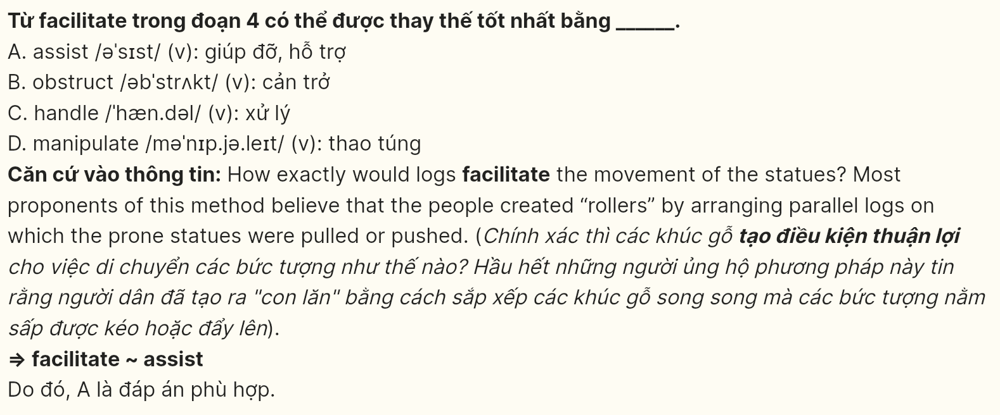 Từ facilitate trong đoạn 4 có thể được thay thế tốt nhất bằng ______.
A. assist /əˈsɪst/ (v): giúp đỡ, hỗ trợ
B. obstruct /əbˈstrʌkt/ (v): cản trở
C. handle /ˈhæn.dəl/ (v): xử lý
D. manipulate /məˈnɪp.jə.leɪt/ (v): thao túng
Căn cứ vào thông tin: How exactly would logs facilitate the movement of the statues? Most
proponents of this method believe that the people created “rollers” by arranging parallel logs on
which the prone statues were pulled or pushed. (Chính xác thì các khúc gỗ tạo điều kiện thuận lợi
cho việc di chuyển các bức tượng như thế nào? Hầu hết những người ủng hộ phương pháp này tin
rằng người dân đã tạo ra "con lăn" bằng cách sắp xếp các khúc gỗ song song mà các bức tượng nằm
sấp được kéo hoặc đẩy lên).
⇒ facilitate ~ assist
Do đó, A là đáp án phù hợp.